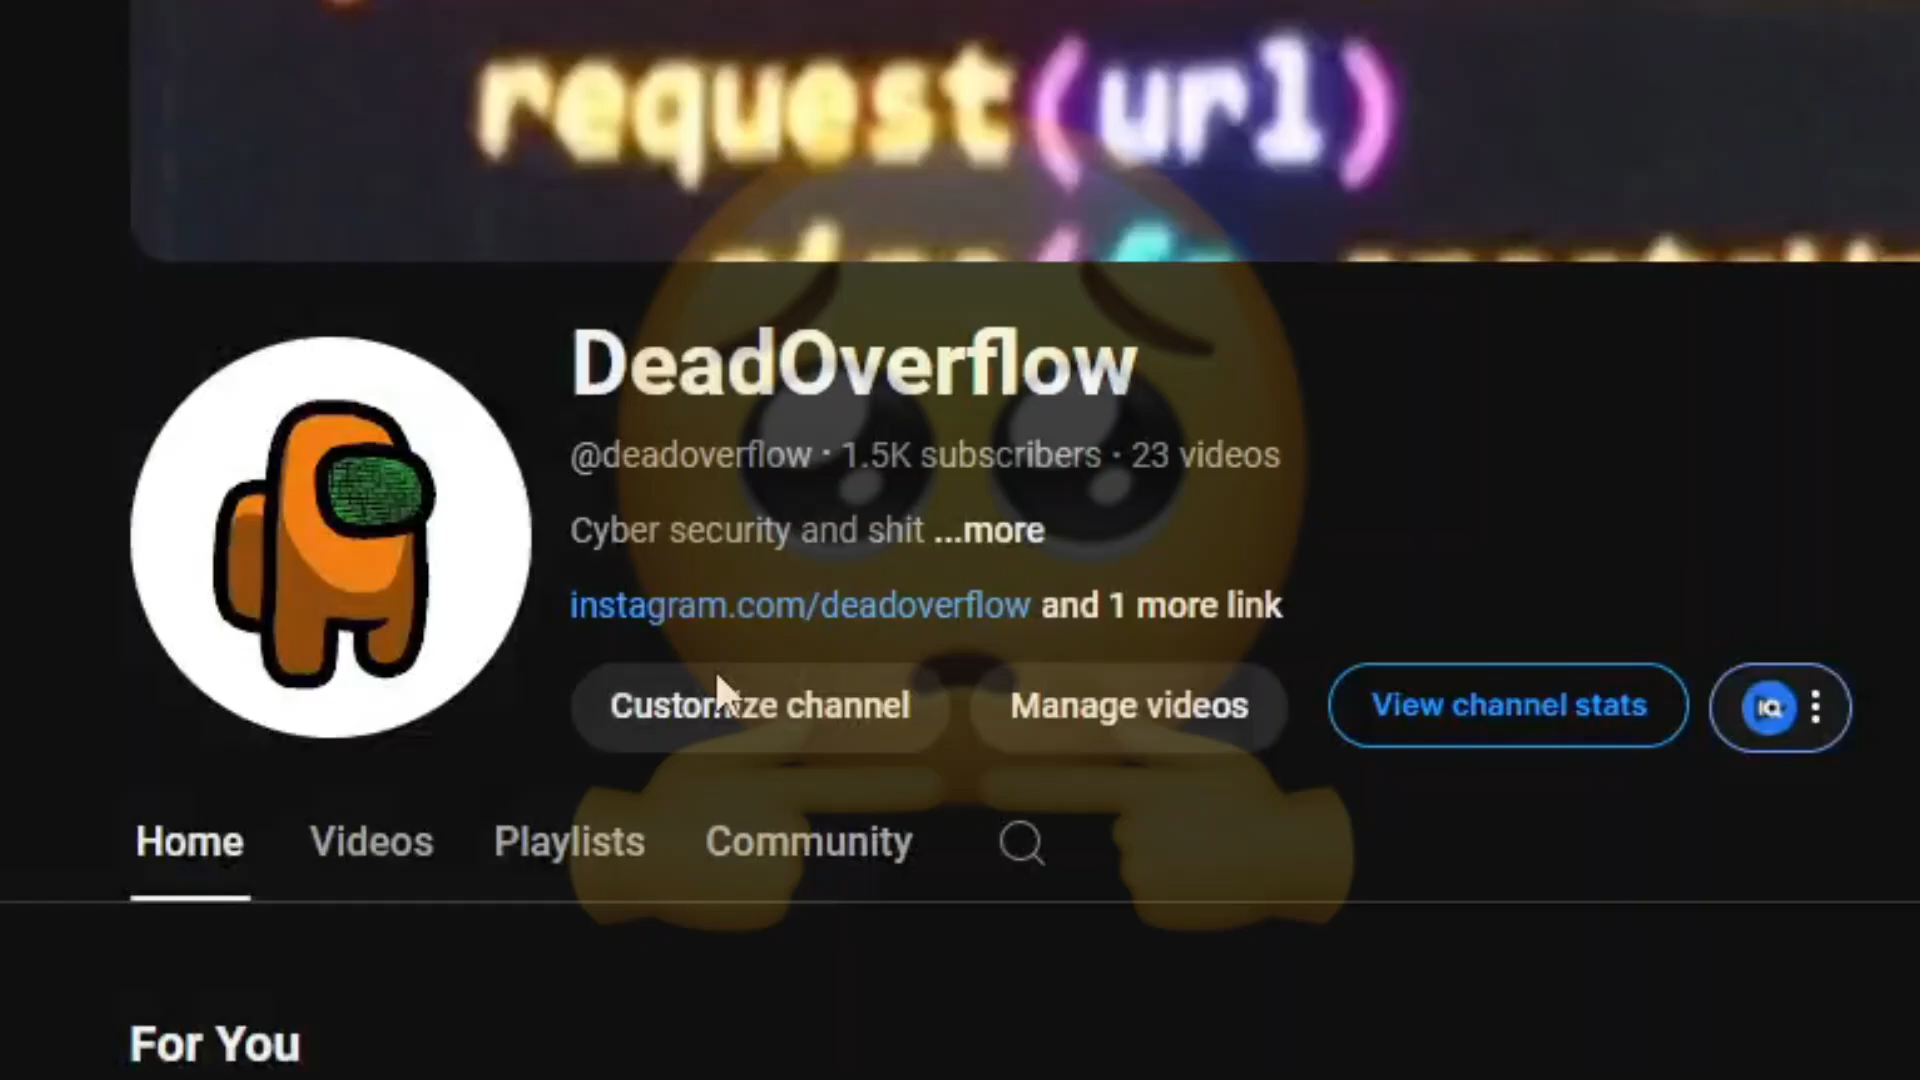 request(url)
DeadOverflow
@deadoverflow · 1.5K subscribers · 23 videos
Cyber security and shit ...more
instagram.com/deadoverflow and 1 more link
Customize channel
Manage videos
View channel stats
IQ
Home
Videos
Playlists
Community
For You